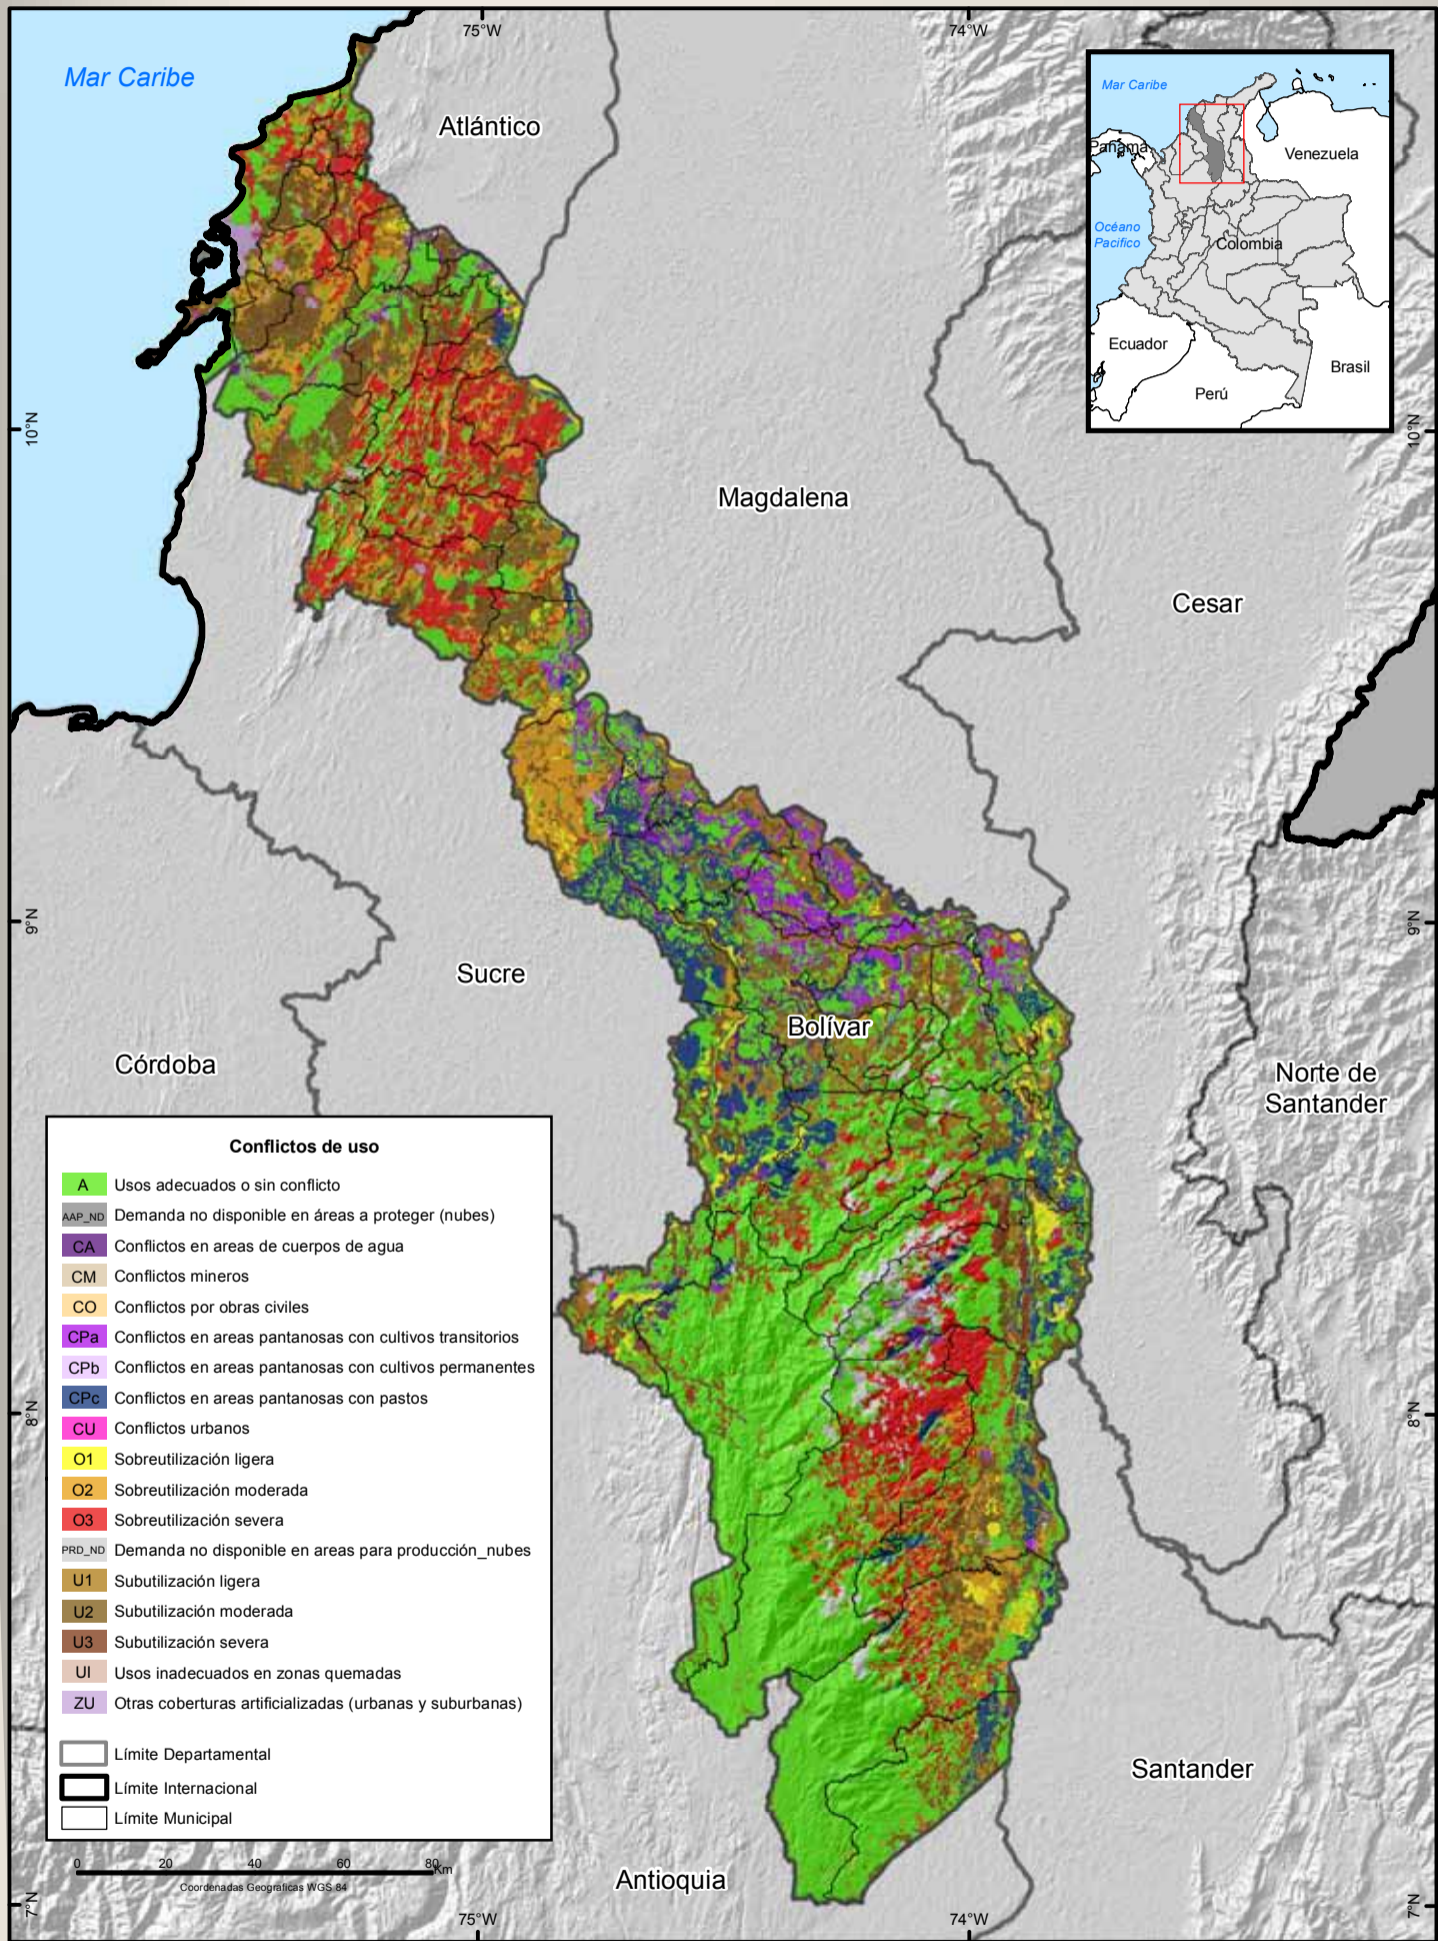 75°W
74°W
Mar Caribe
Atlántico
Mar Caribe
Panamá
Venezuela
Océano
Pacífico
Colombia
Ecuador
Perú
Brasil
10°N
10°N
Magdalena
Cesar
9°N
9°N
Sucre
Bolívar
Córdoba
Norte de
Santander
Conflictos de uso
A Usos adecuados o sin conflicto
AAP_ND Demanda no disponible en áreas a proteger (nubes)
CA Conflictos en areas de cuerpos de agua
CM Conflictos mineros
CO Conflictos por obras civiles
CPa Conflictos en areas pantanosas con cultivos transitorios
CPb Conflictos en areas pantanosas con cultivos permanentes
CPc Conflictos en areas pantanosas con pastos
CU Conflictos urbanos
O1 Sobreutilización ligera
O2 Sobreutilización moderada
O3 Sobreutilización severa
PRD_ND Demanda no disponible en areas para producción_nubes
U1 Subutilización ligera
U2 Subutilización moderada
U3 Subutilización severa
UI Usos inadecuados en zonas quemadas
ZU Otras coberturas artificializadas (urbanas y suburbanas)
Límite Departamental
Límite Internacional
Límite Municipal
8°N
8°N
Santander
0 20 40 60 80 Km
Coordenadas Geograficas WGS 84
Antioquia
7°N
7°N
75°W
74°W